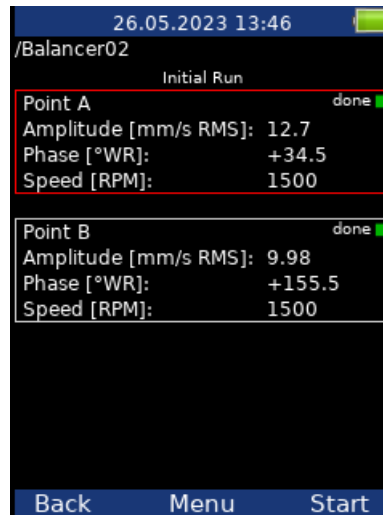 26.05.2023 13:46
/Balancer02
Initial Run
Point A done
Amplitude [mm/s RMS]: 12.7
Phase [°WR]: +34.5
Speed [RPM]: 1500
Point B done
Amplitude [mm/s RMS]: 9.98
Phase [°WR]: +155.5
Speed [RPM]: 1500
Back Menu Start